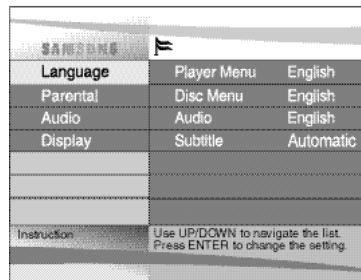 SAMSUNG
Language Player Menu English
Parental Disc Menu English
Audio Audio English
Display Subtitle Automatic
Instruction Use UP/DOWN to navigate the list.
Press ENTER to change the setting.